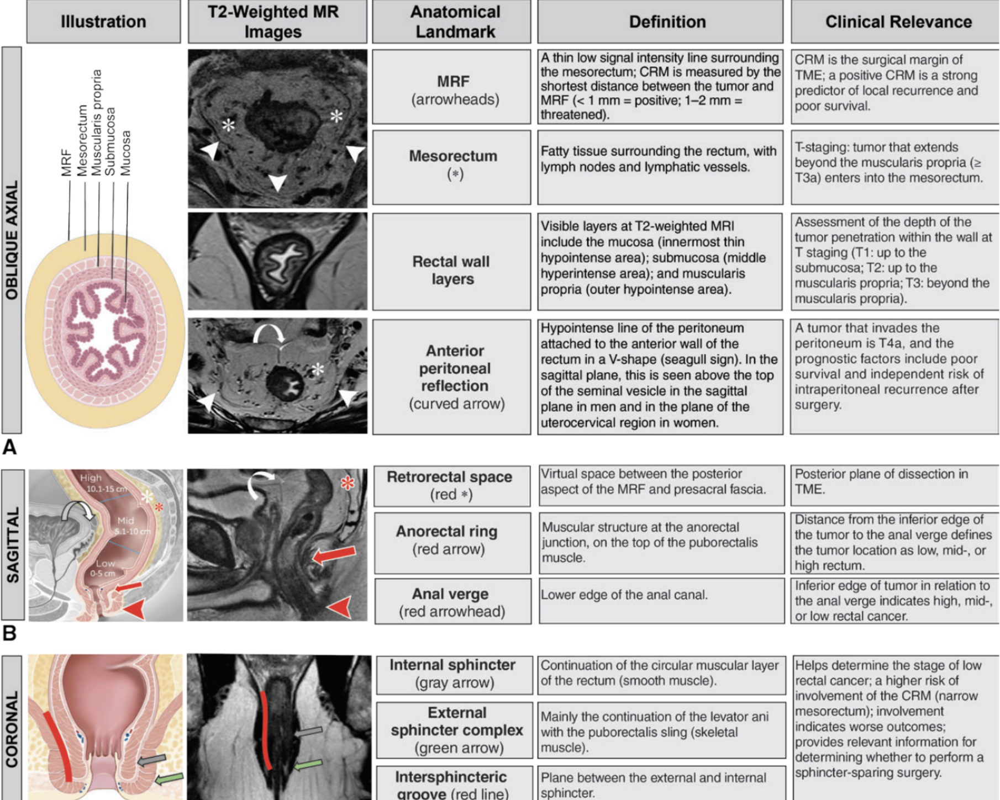 Illustration
T2-Weighted MR
Images
Anatomical
Landmark
Definition
Clinical Relevance
OBLIQUE AXIAL
MRF
Mesorectum
Muscularis propria
Submucosa
Mucosa
*
*
MRF
(arrowheads)
A thin low signal intensity line surrounding
the mesorectum; CRM is measured by the
shortest distance between the tumor and
MRF (< 1 mm = positive; 1–2 mm =
threatened).
CRM is the surgical margin of
TME; a positive CRM is a strong
predictor of local recurrence and
poor survival.
Mesorectum
(*)
Fatty tissue surrounding the rectum, with
lymph nodes and lymphatic vessels.
T-staging: tumor that extends
beyond the muscularis propria (≥
T3a) enters into the mesorectum.
Rectal wall
layers
Visible layers at T2-weighted MRI
include the mucosa (innermost thin
hypointense area); submucosa (middle
hyperintense area); and muscularis
propria (outer hypointense area).
Assessment of the depth of the
tumor penetration within the wall at
T staging (T1: up to the
submucosa; T2: up to the
muscularis propria; T3: beyond the
muscularis propria).
*
Anterior
peritoneal
reflection
(curved arrow)
Hypointense line of the peritoneum
attached to the anterior wall of the
rectum in a V-shape (seagull sign). In the
sagittal plane, this is seen above the top
of the seminal vesicle in the sagittal
plane in men and in the plane of the
uterocervical region in women.
A tumor that invades the
peritoneum is T4a, and the
prognostic factors include poor
survival and independent risk of
intraperitoneal recurrence after
surgery.
A
SAGITTAL
High
10.1-15 cm
*
*
Mid
5.1-10 cm
Low
0-5 cm
*
Retrorectal space
(red *)
Virtual space between the posterior
aspect of the MRF and presacral fascia.
Posterior plane of dissection in
TME.
Anorectal ring
(red arrow)
Muscular structure at the anorectal
junction, on the top of the puborectalis
muscle.
Distance from the inferior edge of
the tumor to the anal verge defines
the tumor location as low, mid-, or
high rectum.
Anal verge
(red arrowhead)
Lower edge of the anal canal.
Inferior edge of tumor in relation to
the anal verge indicates high, mid-,
or low rectal cancer.
B
CORONAL
Internal sphincter
(gray arrow)
Continuation of the circular muscular layer
of the rectum (smooth muscle).
Helps determine the stage of low
rectal cancer; a higher risk of
involvement of the CRM (narrow
mesorectum); involvement
indicates worse outcomes;
provides relevant information for
determining whether to perform a
sphincter-sparing surgery.
External
sphincter complex
(green arrow)
Mainly the continuation of the levator ani
with the puborectalis sling (skeletal
muscle).
Intersphincteric
groove (red line)
Plane between the external and internal
sphincter.